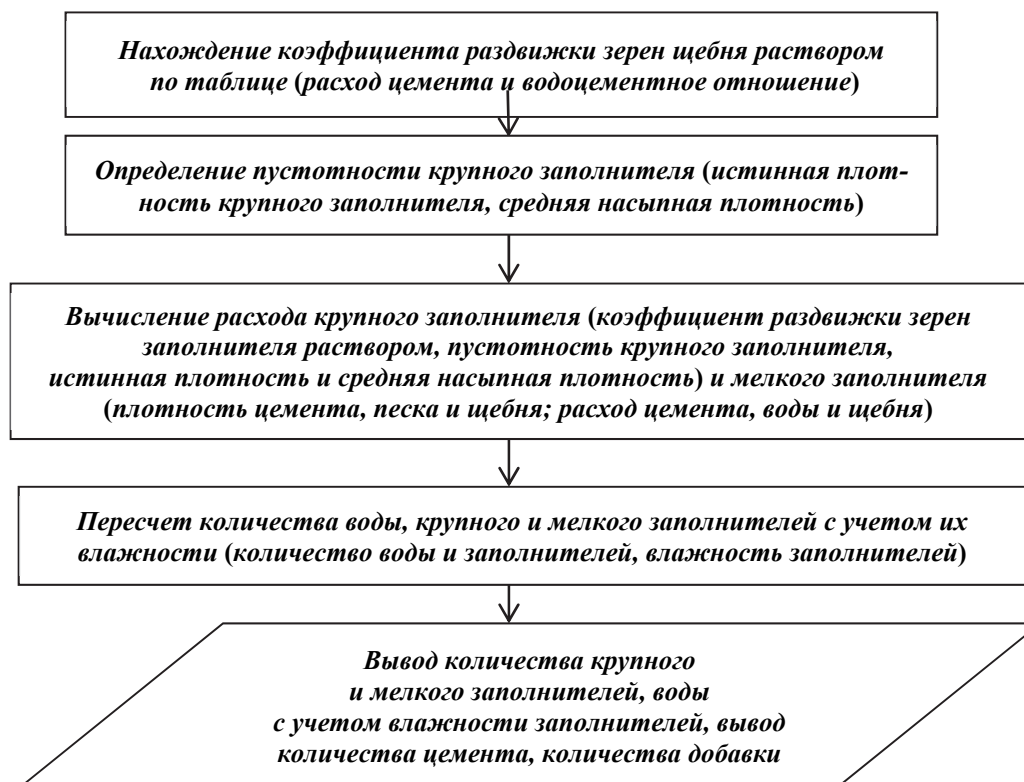 Нахождение коэффициента раздвижки зерен щебня раствором
по таблице (расход цемента и водоцементное отношение)
Определение пустотности крупного заполнителя (истинная плот-
ность крупного заполнителя, средняя насыпная плотность)
Вычисление расхода крупного заполнителя (коэффициент раздвижки зерен
заполнителя раствором, пустотность крупного заполнителя,
истинная плотность и средняя насыпная плотность) и мелкого заполнителя
(плотность цемента, песка и щебня; расход цемента, воды и щебня)
Пересчет количества воды, крупного и мелкого заполнителей с учетом их
влажности (количество воды и заполнителей, влажность заполнителей)
Вывод количества крупного
и мелкого заполнителей, воды
с учетом влажности заполнителей, вывод
количества цемента, количества добавки